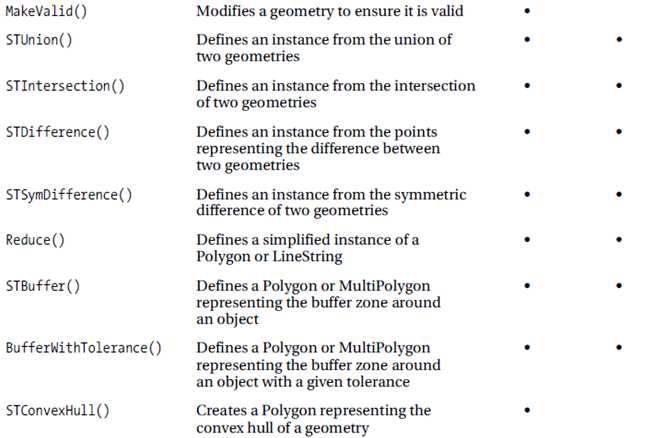 MakeValid() Modifies a geometry to ensure it is valid • 
STUnion() Defines an instance from the union of • •
two geometries
STIntersection() Defines an instance from the intersection • •
of two geometries
STDifference() Defines an instance from the points • •
representing the difference between
two geometries
STSymDifference() Defines an instance from the symmetric • •
difference of two geometries
Reduce() Defines a simplified instance of a • •
Polygon or LineString
STBuffer() Defines a Polygon or MultiPolygon • •
representing the buffer zone around
an object
BufferWithTolerance() Defines a Polygon or MultiPolygon • •
representing the buffer zone around
an object with a given tolerance
STConvexHull() Creates a Polygon representing the •
convex hull of a geometry